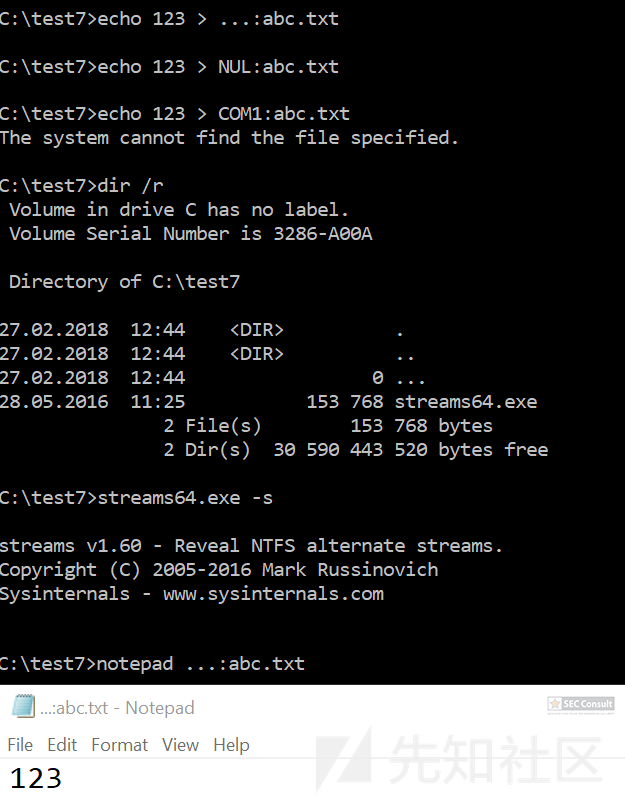 C:\test7>echo 123 > ...:abc.txt
C:\test7>echo 123 > NUL:abc.txt
C:\test7>echo 123 > COM1:abc.txt
The system cannot find the file specified.
C:\test7>dir /r
Volume in drive C has no label.
Volume Serial Number is 3286-A00A
Directory of C:\test7
27.02.2018 12:44 <DIR> .
27.02.2018 12:44 <DIR> ..
27.02.2018 12:44 0 ...
28.05.2016 11:25 153 768 streams64.exe
2 File(s) 153 768 bytes
2 Dir(s) 30 590 443 520 bytes free
C:\test7>streams64.exe -s
streams v1.60 - Reveal NTFS alternate streams.
Copyright (C) 2005-2016 Mark Russinovich
Sysinternals - www.sysinternals.com
C:\test7>notepad ...:abc.txt
...:abc.txt - Notepad
SEC Consult
File Edit Format View Help
123
先知社区